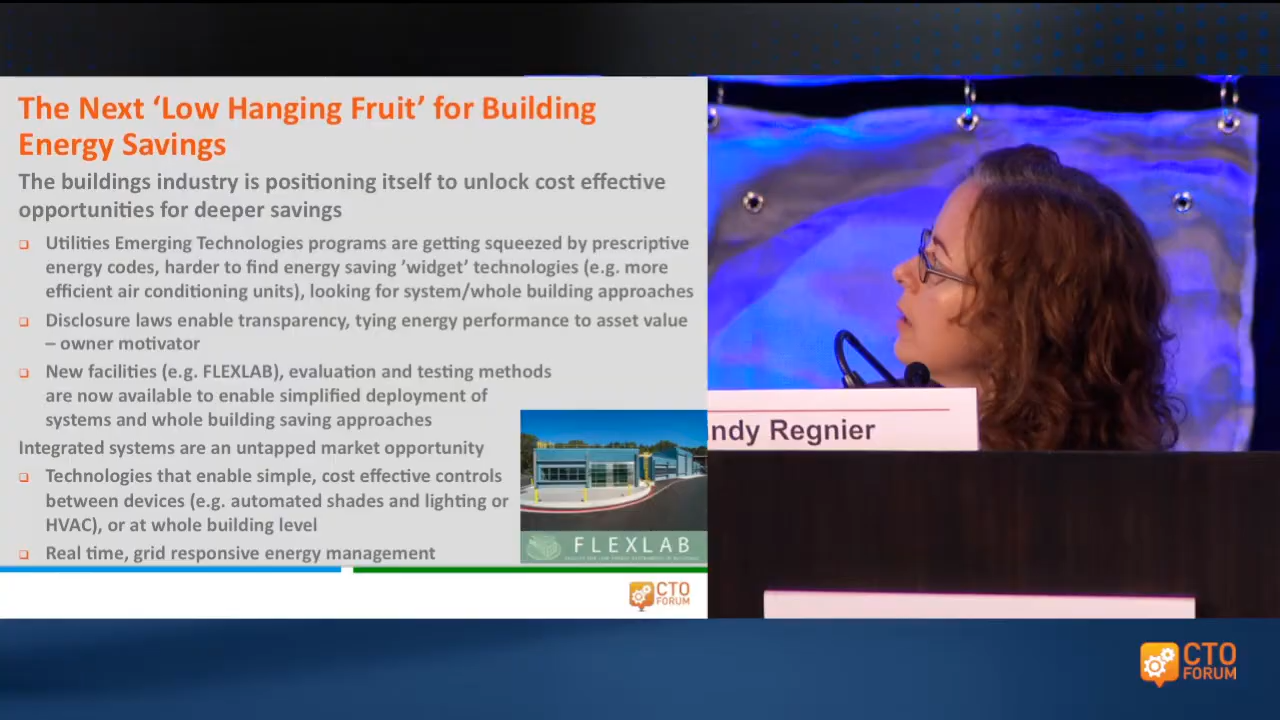 The Next ‘Low Hanging Fruit’ for Building
Energy Savings
The buildings industry is positioning itself to unlock cost effective
opportunities for deeper savings
Utilities Emerging Technologies programs are getting squeezed by prescriptive
energy codes, harder to find energy saving ’widget’ technologies (e.g. more
efficient air conditioning units), looking for system/whole building approaches
Disclosure laws enable transparency, tying energy performance to asset value
– owner motivator
New facilities (e.g. FLEXLAB), evaluation and testing methods
are now available to enable simplified deployment of
systems and whole building saving approaches
Integrated systems are an untapped market opportunity
Technologies that enable simple, cost effective controls
between devices (e.g. automated shades and lighting or
HVAC), or at whole building level
Real time, grid responsive energy management
FLEXLAB
CTO
FORUM
ndy Regnier
CTO
FORUM